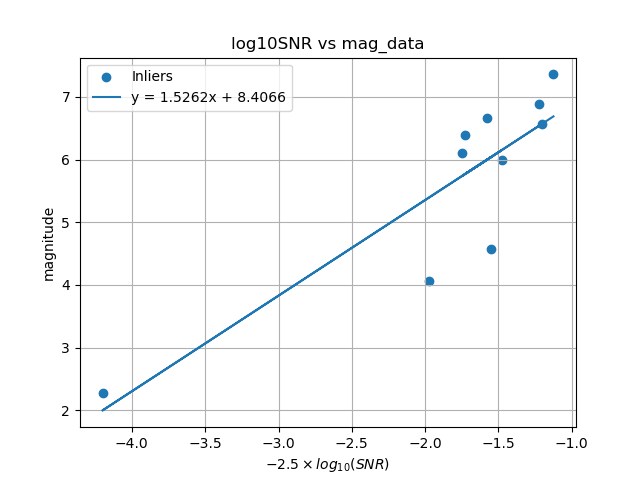 log10SNR vs mag_data
Inliers
y = 1.5262x + 8.4066
7
6
5
4
3
2
magnitude
−4.0 −3.5 −3.0 −2.5 −2.0 −1.5 −1.0
−2.5 × log10(SNR)